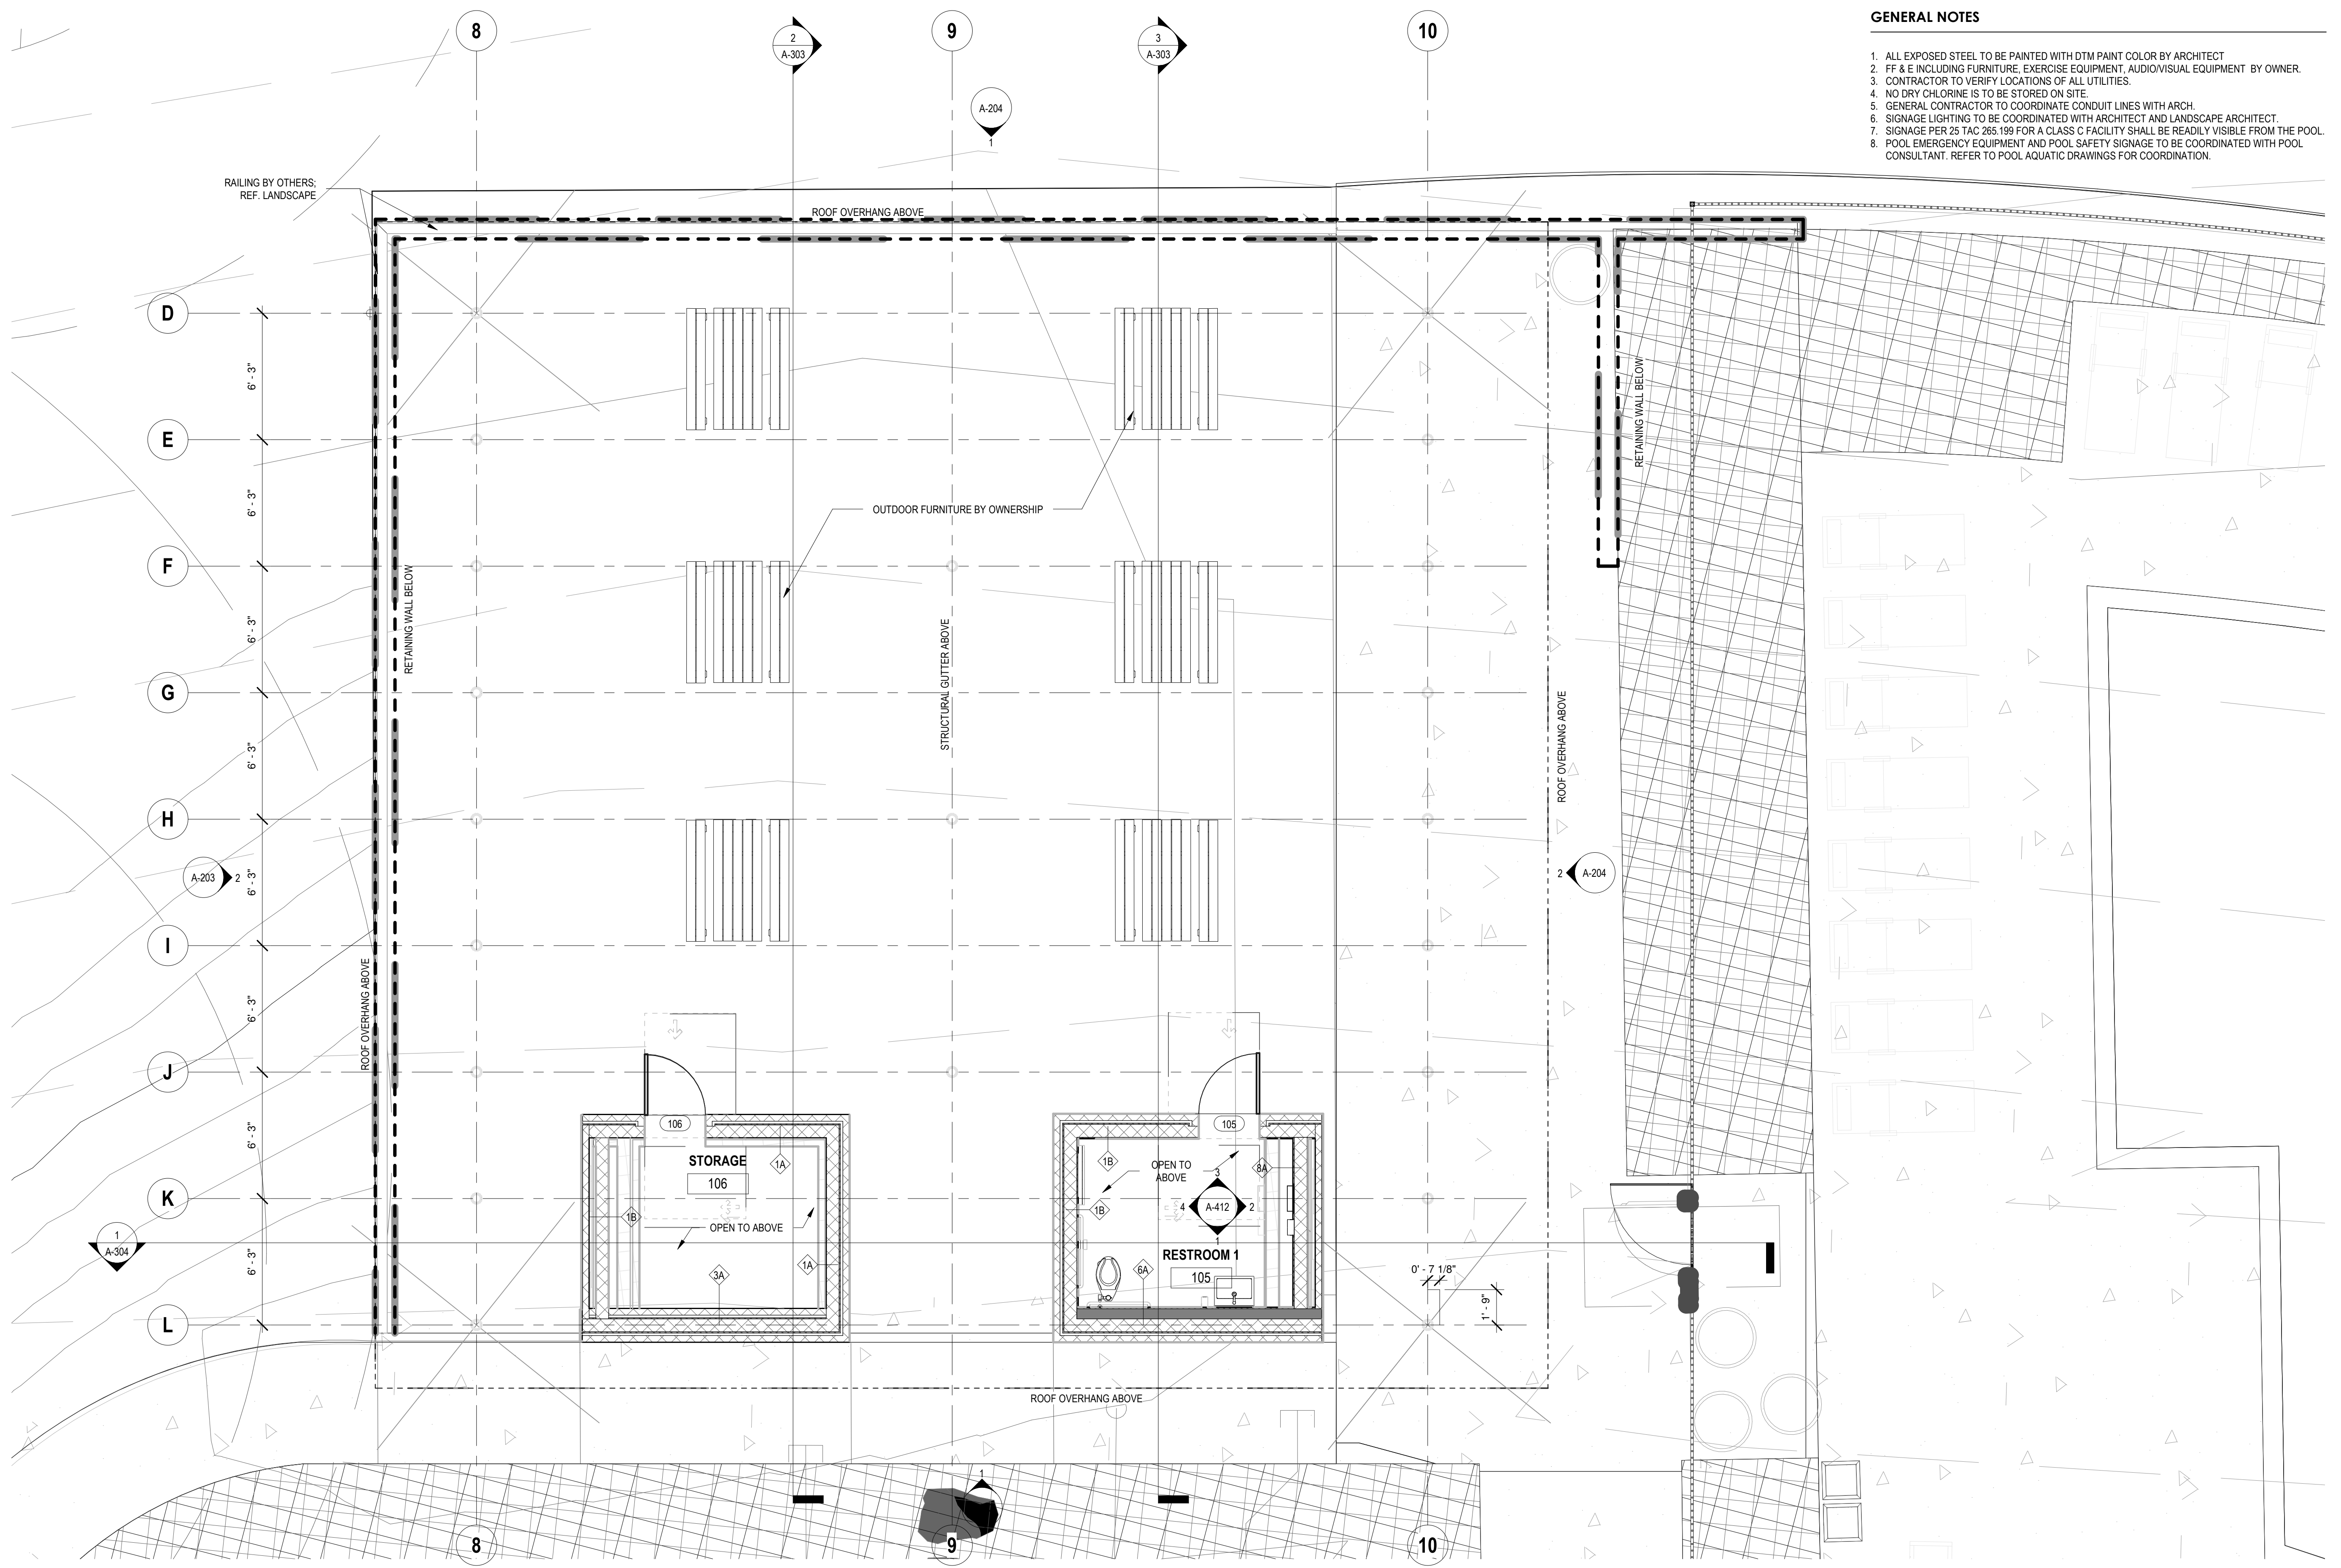 GENERAL NOTES
1. ALL EXPOSED STEEL TO BE PAINTED WITH DTM PAINT COLOR BY ARCHITECT
2. FF & E INCLUDING FURNITURE, EXERCISE EQUIPMENT, AUDIO/VISUAL EQUIPMENT BY OWNER.
3. CONTRACTOR TO VERIFY LOCATIONS OF ALL UTILITIES.
4. NO DRY CHLORINE IS TO BE STORED ON SITE.
5. GENERAL CONTRACTOR TO COORDINATE CONDUIT LINES WITH ARCH.
6. SIGNAGE LIGHTING TO BE COORDINATED WITH ARCHITECT AND LANDSCAPE ARCHITECT.
7. SIGNAGE PER 25 TAC 265.199 FOR A CLASS C FACILITY SHALL BE READILY VISIBLE FROM THE POOL.
8. POOL EMERGENCY EQUIPMENT AND POOL SAFETY SIGNAGE TO BE COORDINATED WITH POOL
CONSULTANT. REFER TO POOL AQUATIC DRAWINGS FOR COORDINATION.
8
2
A-303
9
3
A-303
10
A-204
1
RAILING BY OTHERS;
REF. LANDSCAPE
ROOF OVERHANG ABOVE
D
6' - 3"
RETAINING WALL BELOW
E
6' - 3"
OUTDOOR FURNITURE BY OWNERSHIP
F
6' - 3"
RETAINING WALL BELOW
STRUCTURAL GUTTER ABOVE
G
6' - 3"
ROOF OVERHANG ABOVE
H
A-203
2
6' - 3"
2
A-204
I
6' - 3"
ROOF OVERHANG ABOVE
J
6' - 3"
106
105
STORAGE
106
1A
1B
OPEN TO
ABOVE
8A
3
K
1B
OPEN TO ABOVE
1B
4
A-412
2
1
1
A-304
6' - 3"
RESTROOM 1
105
1A
3A
6A
0' - 7 1/8"
1' - 9"
L
ROOF OVERHANG ABOVE
1
8
9
10